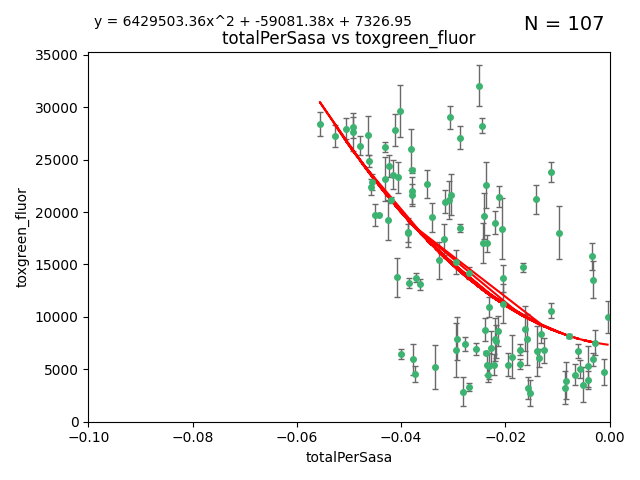 y = 6429503.36x^2 + -59081.38x + 7326.95
N = 107
totalPerSasa vs toxgreen_fluor
toxgreen_fluor
35000
30000
25000
20000
15000
10000
5000
0
−0.10
−0.08
−0.06
−0.04
−0.02
0.00
totalPerSasa